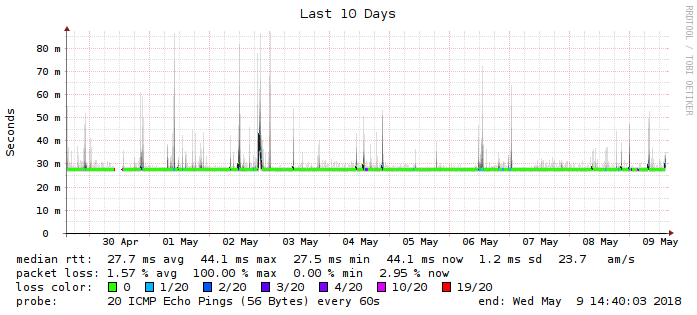 Last 10 Days
RRDTOOL / TOBI OETIKER
Seconds
80 m
70 m
60 m
50 m
40 m
30 m
20 m
10 m
0
30 Apr 01 May 02 May 03 May 04 May 05 May 06 May 07 May 08 May 09 May
median rtt: 27.7 ms avg 44.1 ms max 27.5 ms min 44.1 ms now 1.2 ms sd 23.7 am/s
packet loss: 1.57 % avg 100.00 % max 0.00 % min 2.95 % now
loss color: 0 1/20 2/20 3/20 4/20 10/20 19/20
probe: 20 ICMP Echo Pings (56 Bytes) every 60s end: Wed May 9 14:40:03 2018